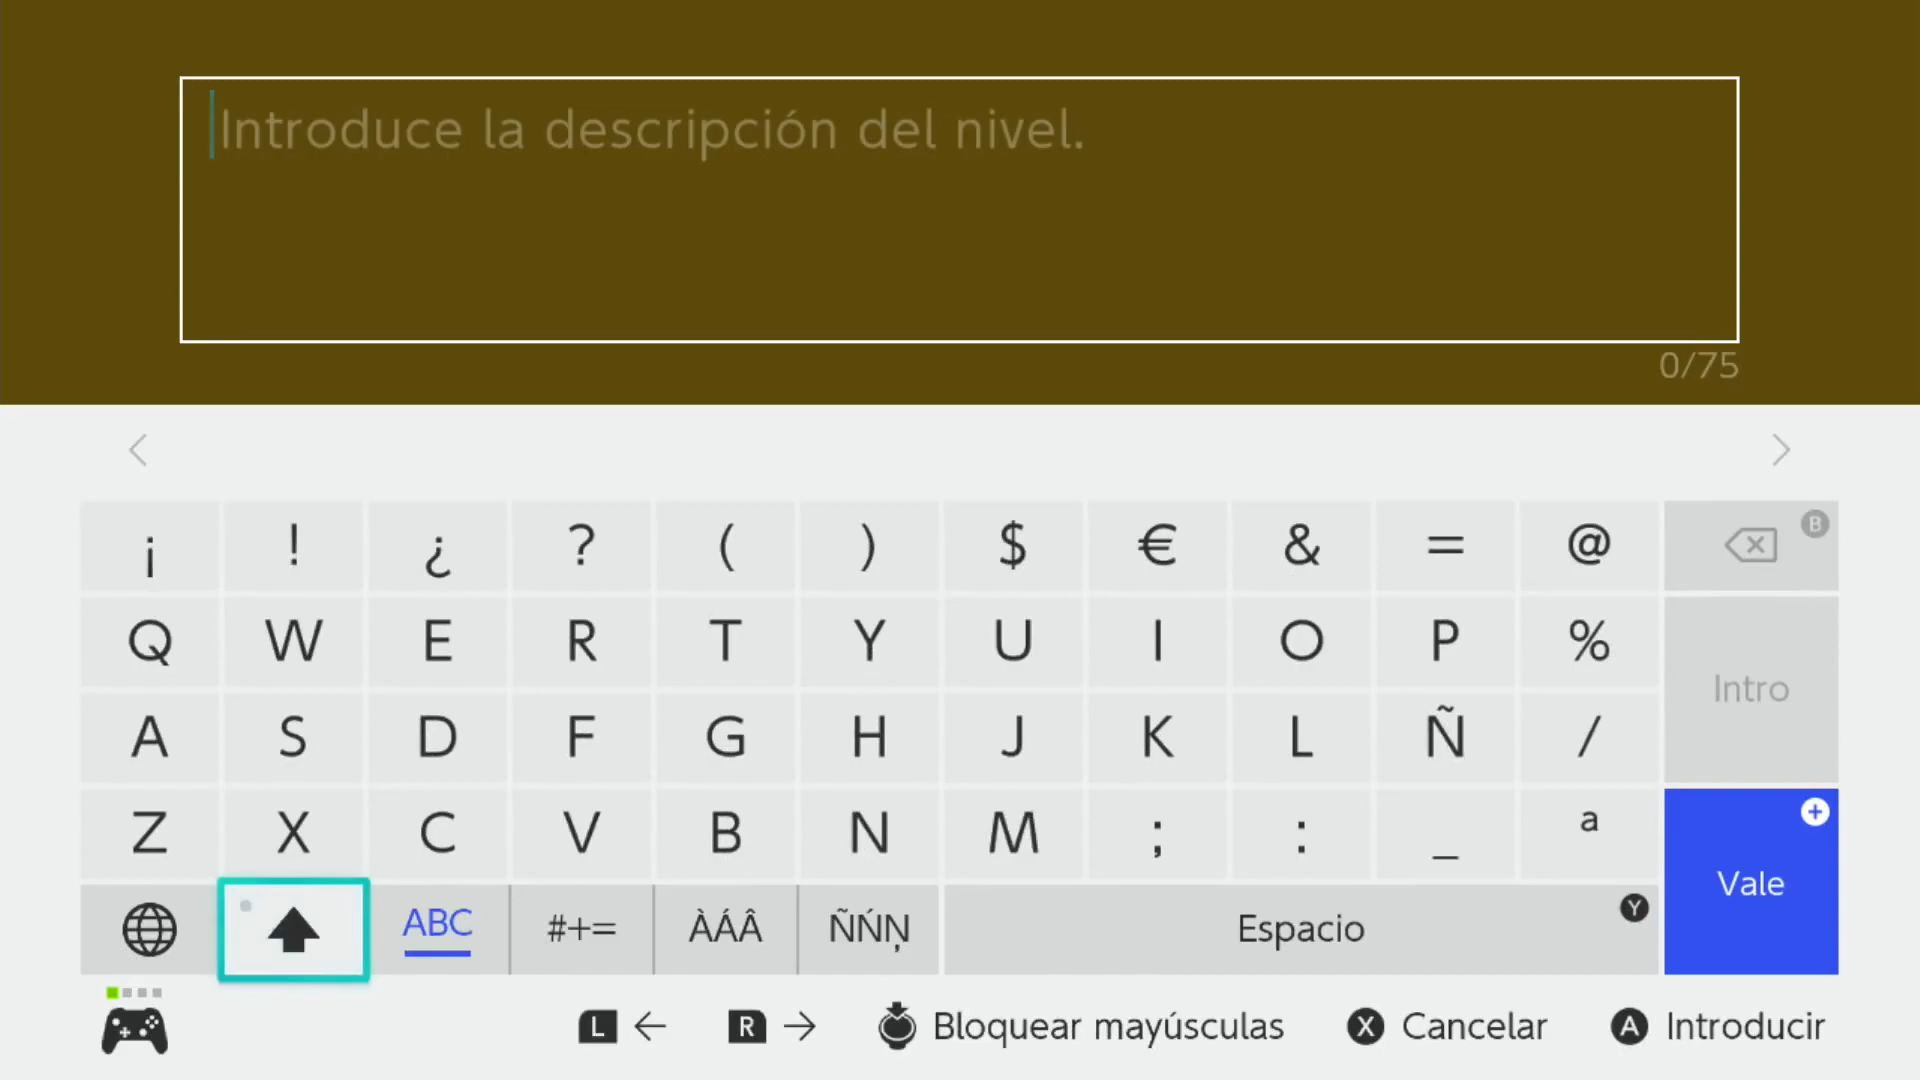 Introduce la descripción del nivel.
0/75
¡ ! ¿ ? ( ) $ € & = @ B
Q W E R T Y U I O P %
Intro
A S D F G H J K L Ñ /
Z X C V B N M ; : _ ª
+
Vale
ABC #+= ÀÁÂ ÑŃŅ Espacio Y
L ← R → Bloquear mayúsculas X Cancelar A Introducir